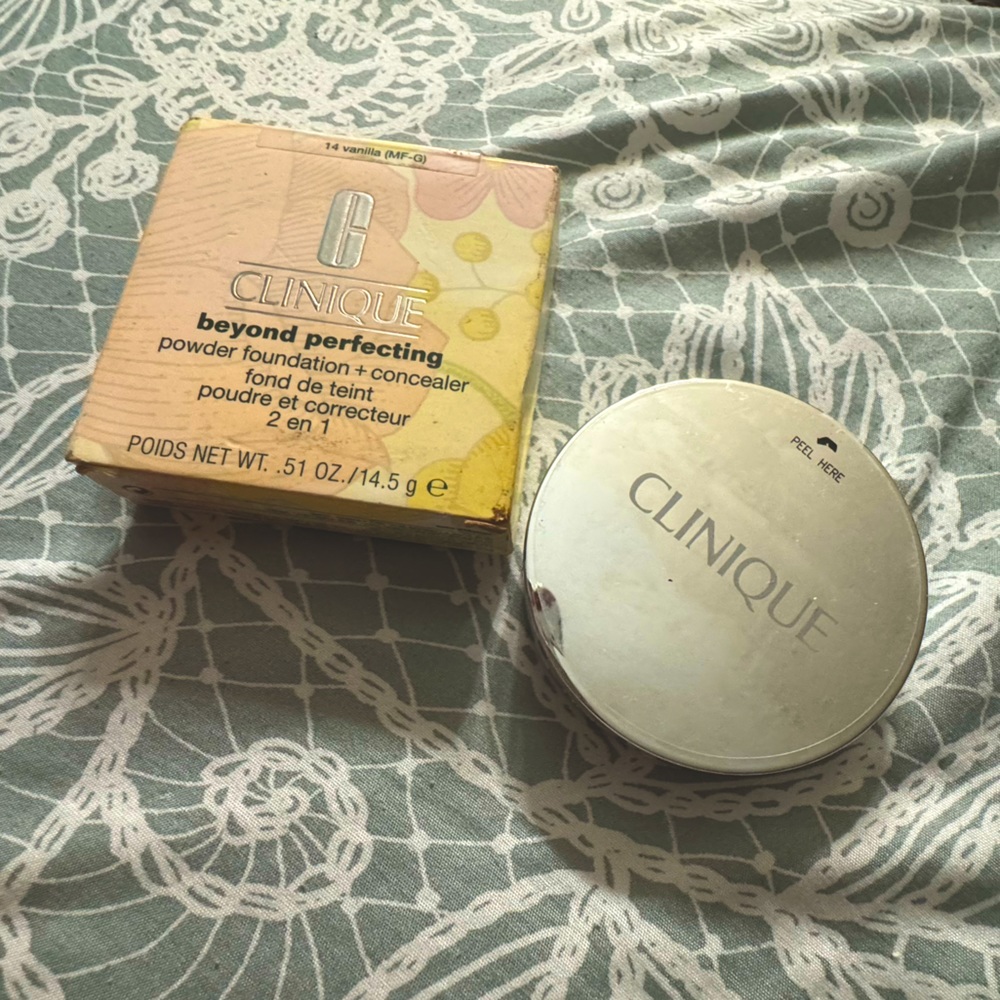 14 vanilla (MF-G)
CLINIQUE
beyond perfecting
powder foundation + concealer
fond de teint
poudre et correcteur
2 en 1
POIDS NET WT. .51 OZ./14.5 g e
PEEL HERE
CLINIQUE